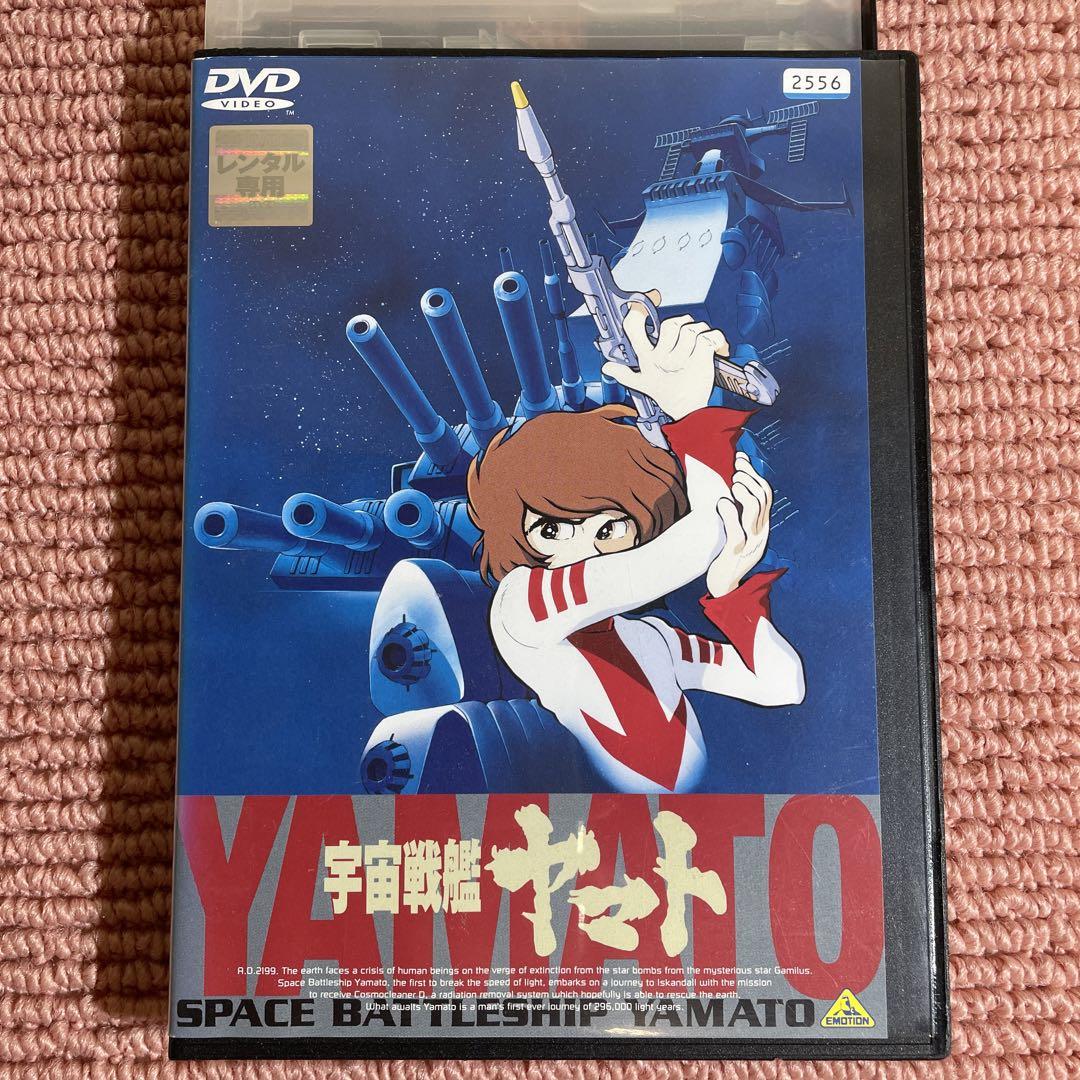 DVD
VIDEO
TM
2556
レンタル
専用
YAMATO
宇宙戦艦
ヤマト
A.D.2199. The earth faces a crisis of human beings on the verge of extinction from the star bombs from the mysterious star Gamilus.
Space Battleship Yamato, the first to break the speed of light, embarks on a journey to Iskandall with the mission
to receive Cosmocleaner D, a radiation removal system which hopefully is able to rescue the earth.
What awaits Yamato is a man's first ever journey of 296,000 light years.
SPACE BATTLESHIP YAMATO
EMOTION